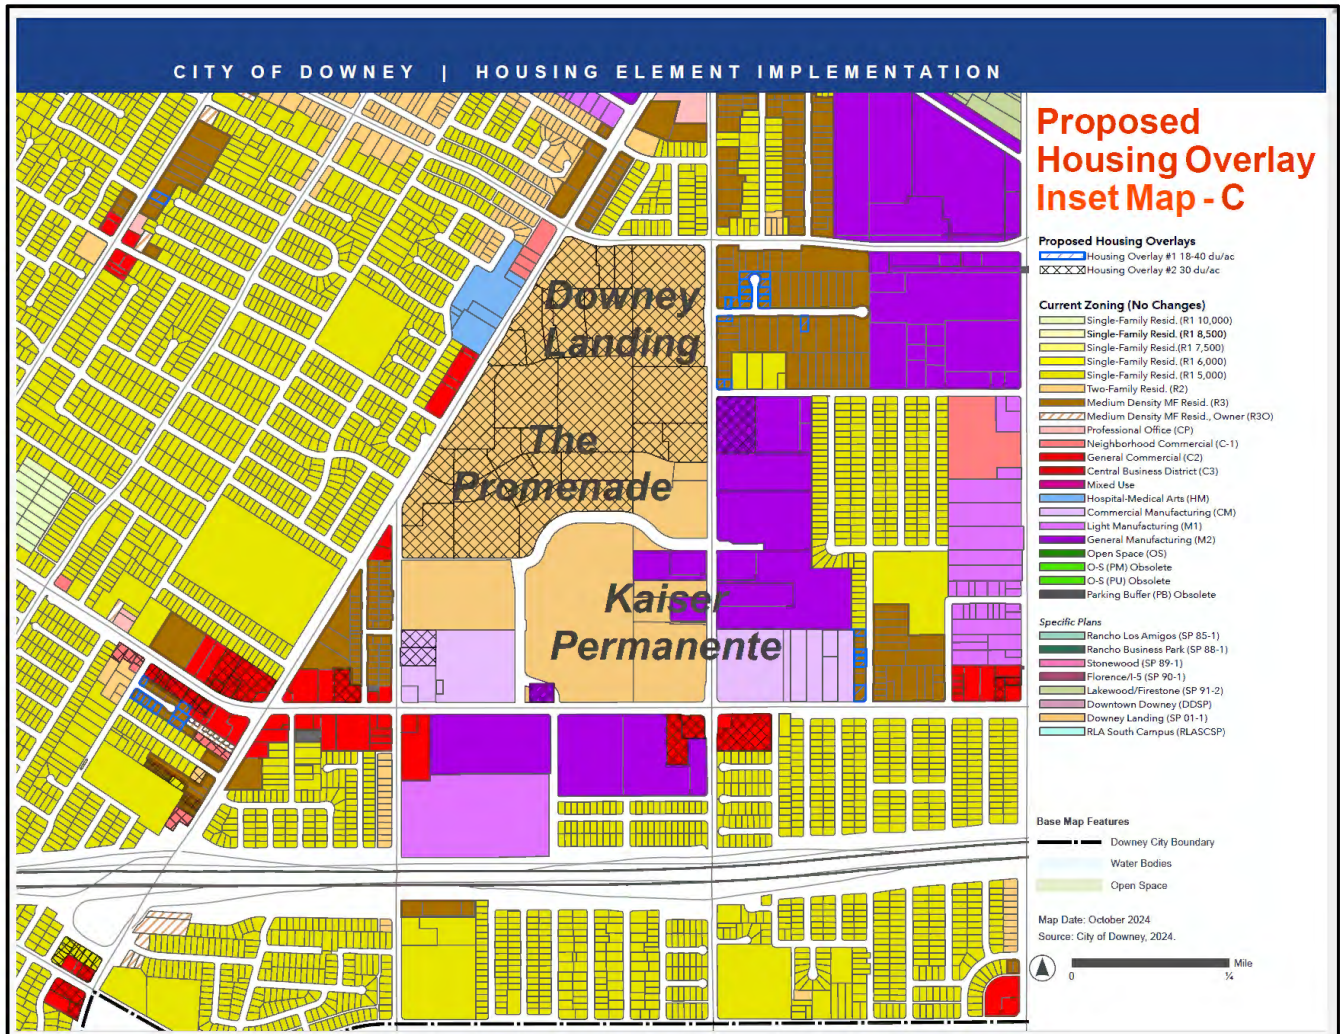 CITY OF DOWNEY | HOUSING ELEMENT IMPLEMENTATION
Proposed
Housing Overlay
Inset Map - C
Proposed Housing Overlays
Housing Overlay #1 18-40 du/ac
Housing Overlay #2 30 du/ac
Current Zoning (No Changes)
Single-Family Resid. (R1 10,000)
Single-Family Resid. (R1 8,500)
Single-Family Resid. (R1 7,500)
Single-Family Resid. (R1 6,000)
Single-Family Resid. (R1 5,000)
Two-Family Resid. (R2)
Medium Density MF Resid. (R3)
Medium Density MF Resid., Owner (R3O)
Professional Office (CP)
Neighborhood Commercial (C-1)
General Commercial (C2)
Central Business District (C3)
Mixed Use
Hospital-Medical Arts (HM)
Commercial Manufacturing (CM)
Light Manufacturing (M1)
General Manufacturing (M2)
Open Space (OS)
O-S (PM) Obsolete
O-S (PU) Obsolete
Parking Buffer (PB) Obsolete
Specific Plans
Rancho Los Amigos (SP 85-1)
Rancho Business Park (SP 88-1)
Stonewood (SP 89-1)
Florence/I-5 (SP 90-1)
Lakewood/Firestone (SP 91-2)
Downtown Downey (DDSP)
Downey Landing (SP 01-1)
RLA South Campus (RLASCSP)
Base Map Features
Downey City Boundary
Water Bodies
Open Space
Map Date: October 2024
Source: City of Downey, 2024.
Mile
0 ¼
Downey
Landing
The
Promenade
Kaiser
Permanente